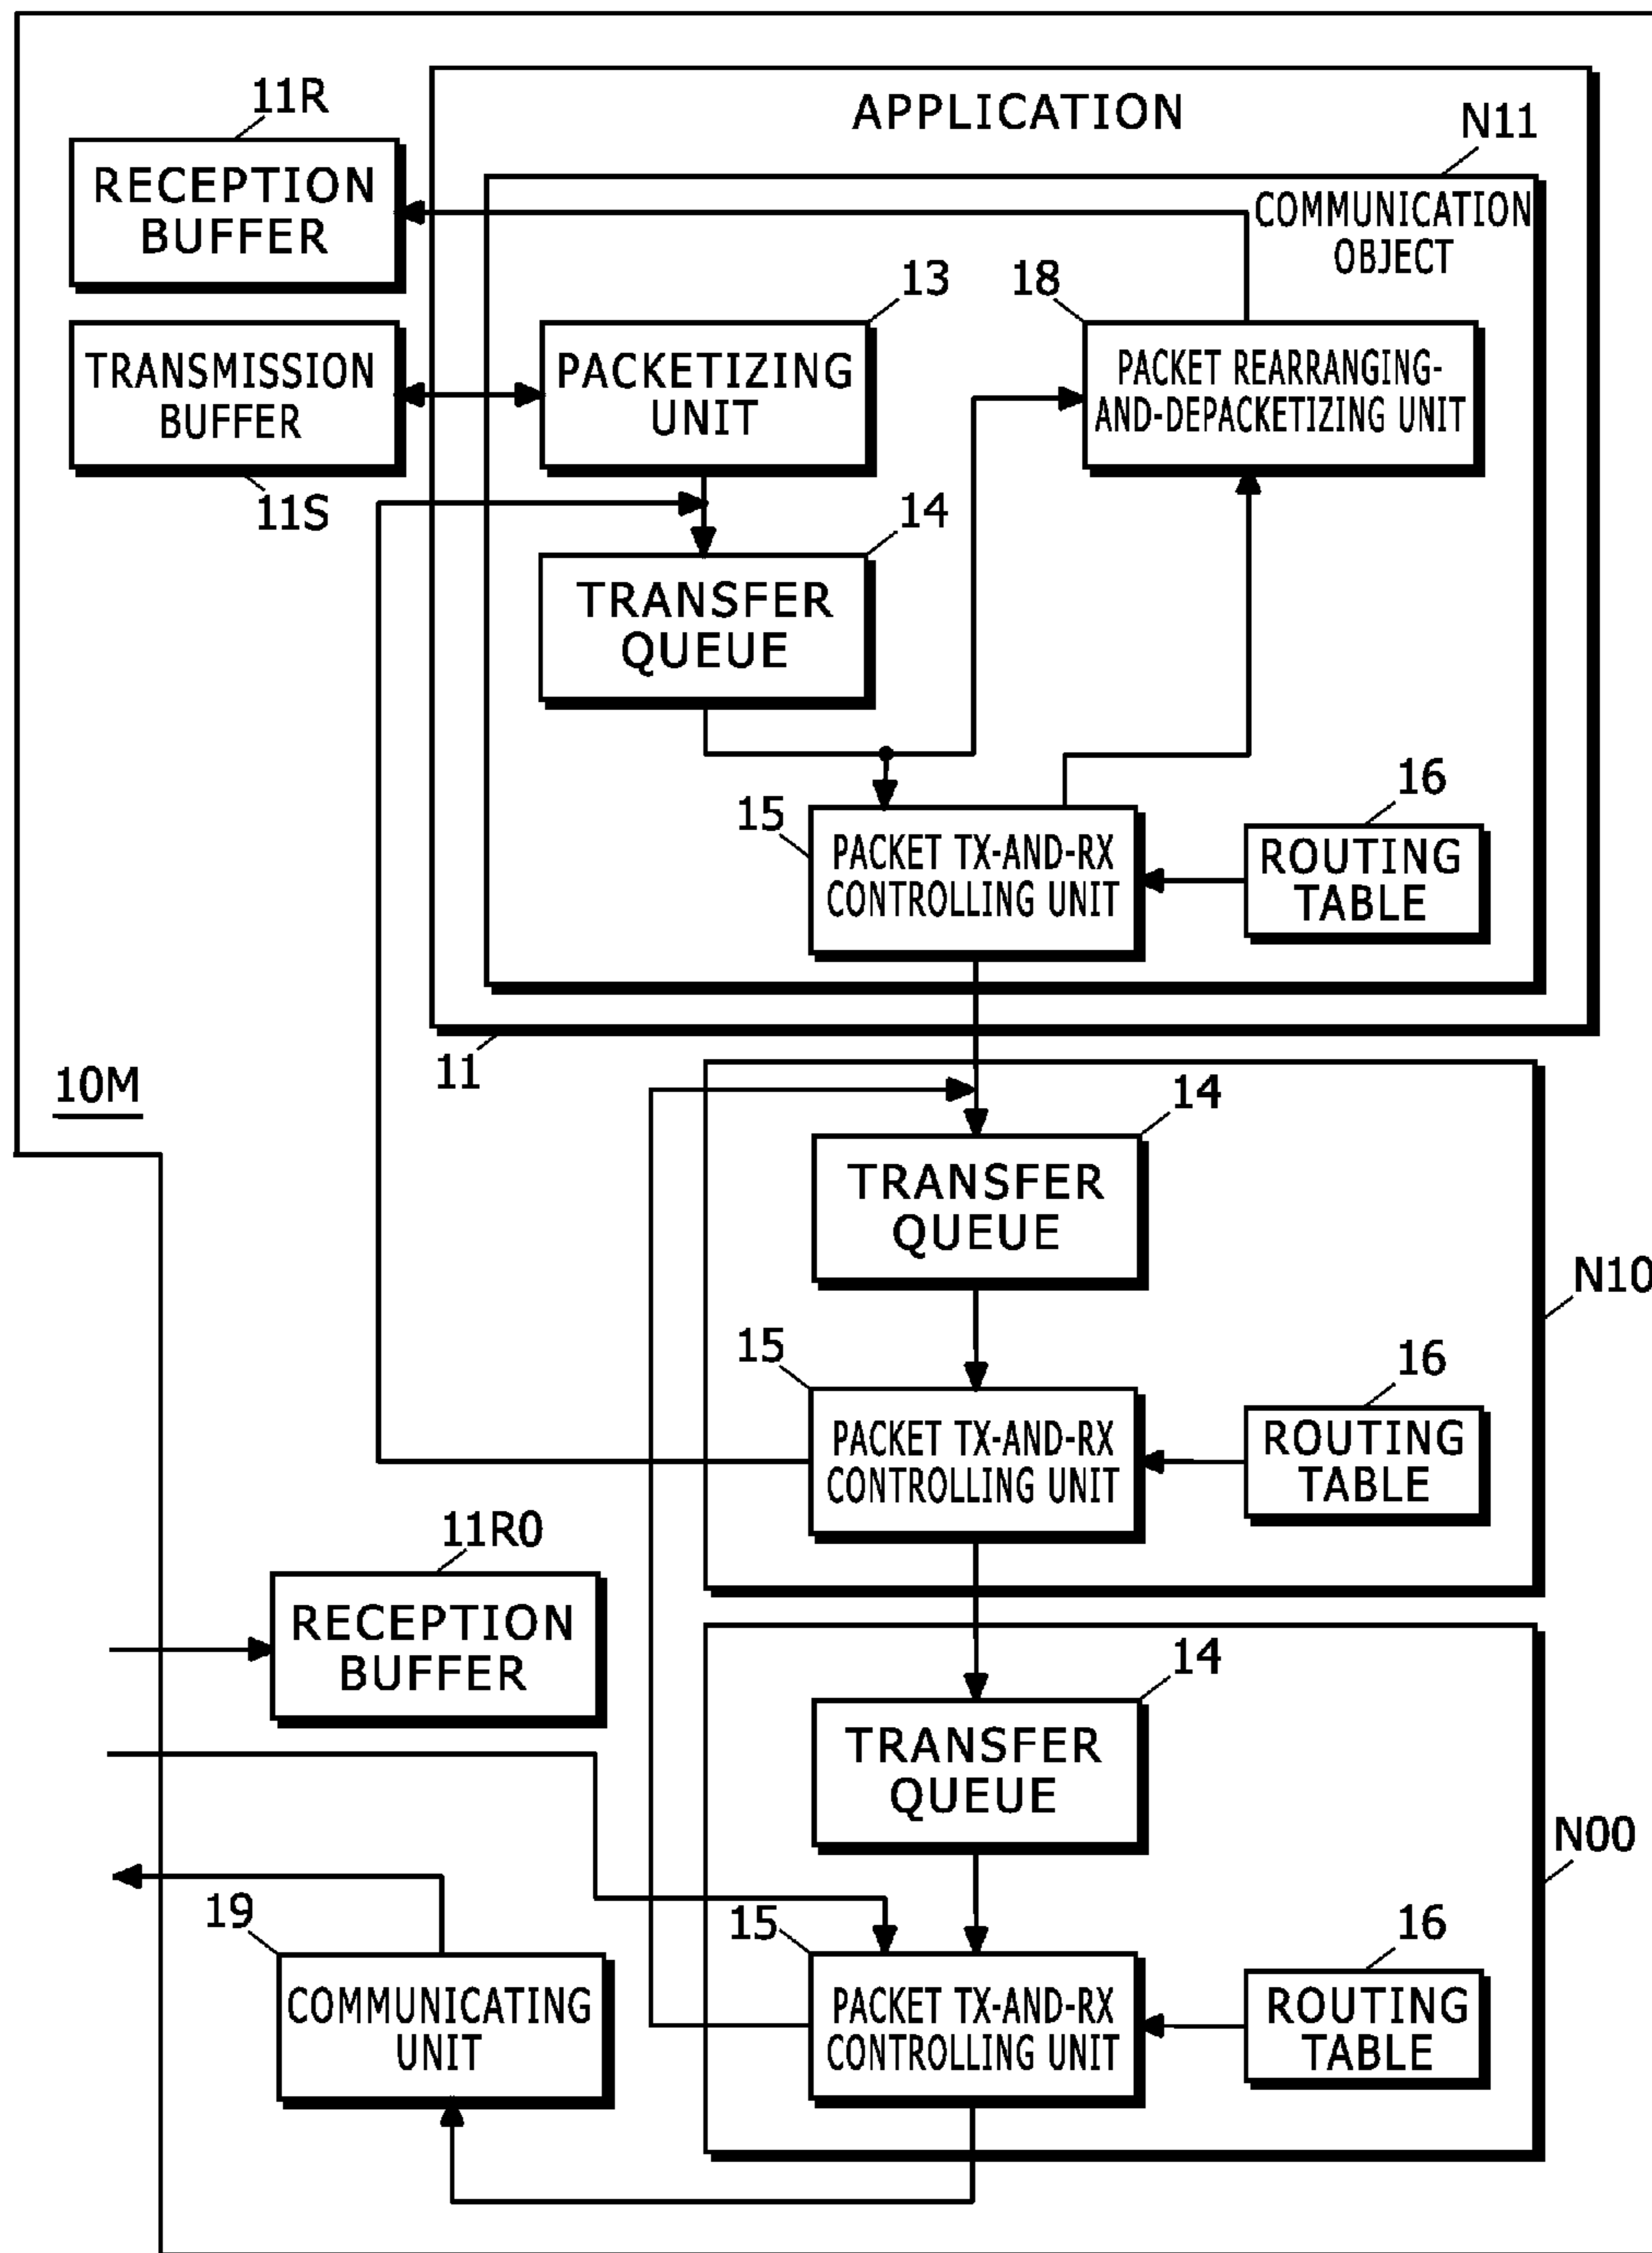 11R
APPLICATION
N11
RECEPTION
BUFFER
COMMUNICATION
OBJECT
13
18
TRANSMISSION
BUFFER
PACKETIZING
UNIT
PACKET REARRANGING-
AND-DEPACKETIZING UNIT
11S
14
TRANSFER
QUEUE
15
16
PACKET TX-AND-RX
CONTROLLING UNIT
ROUTING
TABLE
11
10M
14
TRANSFER
QUEUE
N10
15
16
PACKET TX-AND-RX
CONTROLLING UNIT
ROUTING
TABLE
11R0
RECEPTION
BUFFER
14
TRANSFER
QUEUE
N00
19
15
16
COMMUNICATING
UNIT
PACKET TX-AND-RX
CONTROLLING UNIT
ROUTING
TABLE